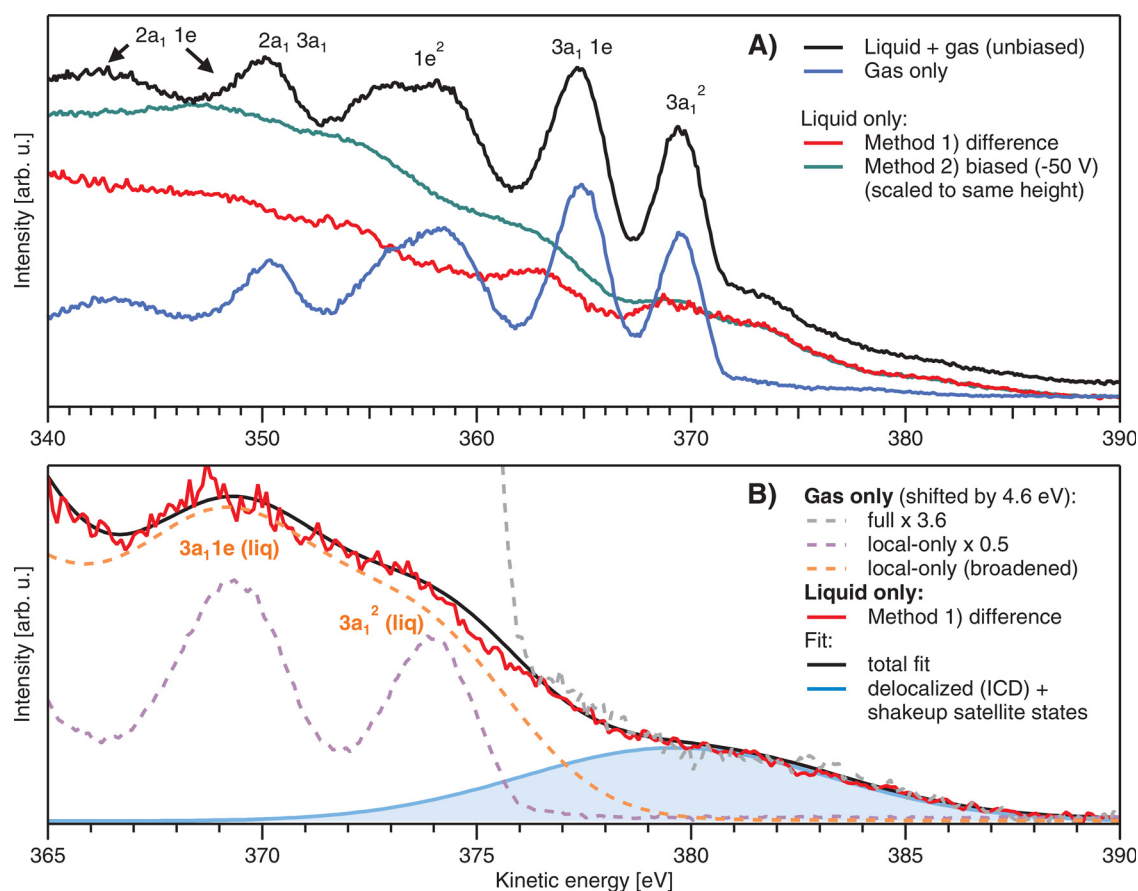 2a₁ 1e
2a₁ 3a₁
1e²
3a₁ 1e
3a₁²
A)
Liquid + gas (unbiased)
Gas only
Liquid only:
Method 1) difference
Method 2) biased (-50 V)
(scaled to same height)
Intensity [arb. u.]
340 350 360 370 380 390
B)
Gas only (shifted by 4.6 eV):
full x 3.6
local-only x 0.5
local-only (broadened)
Liquid only:
Method 1) difference
Fit:
total fit
delocalized (ICD) +
shakeup satellite states
3a₁1e (liq)
3a₁² (liq)
Intensity [arb. u.]
365 370 375 380 385 390
Kinetic energy [eV]